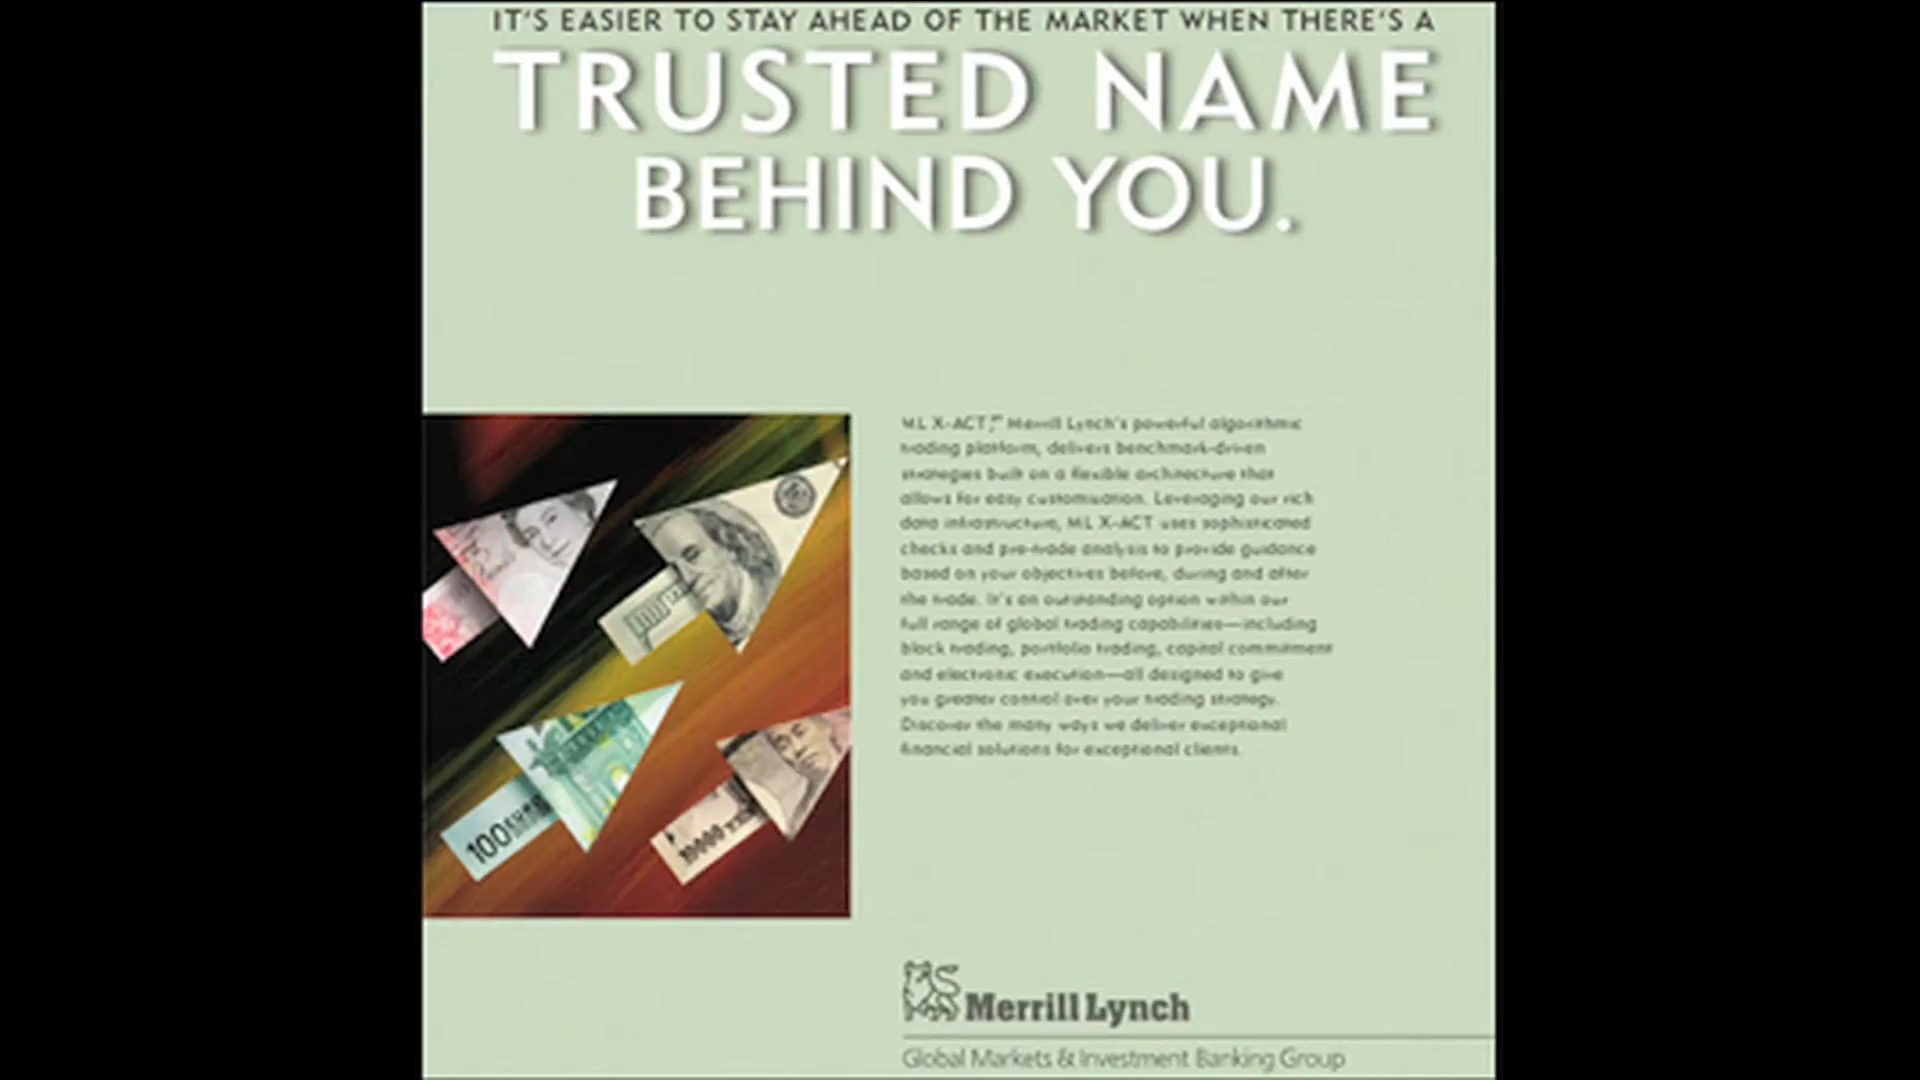 IT'S EASIER TO STAY AHEAD OF THE MARKET WHEN THERE'S A
TRUSTED NAME
BEHIND YOU.
ML X-ACT,℠ Merrill Lynch's powerful algorithmic
trading platform, delivers benchmark-driven
strategies built on a flexible architecture that
allows for easy customization. Leveraging our rich
data infrastructure, ML X-ACT uses sophisticated
checks and pre-trade analysis to provide guidance
based on your objectives before, during and after
the trade. It's an outstanding option within our
full range of global trading capabilities—including
block trading, portfolio trading, capital commitment
and electronic execution—all designed to give
you greater control over your trading strategy.
Discover the many ways we deliver exceptional
financial solutions for exceptional clients.
100
10000
Merrill Lynch
Global Markets & Investment Banking Group